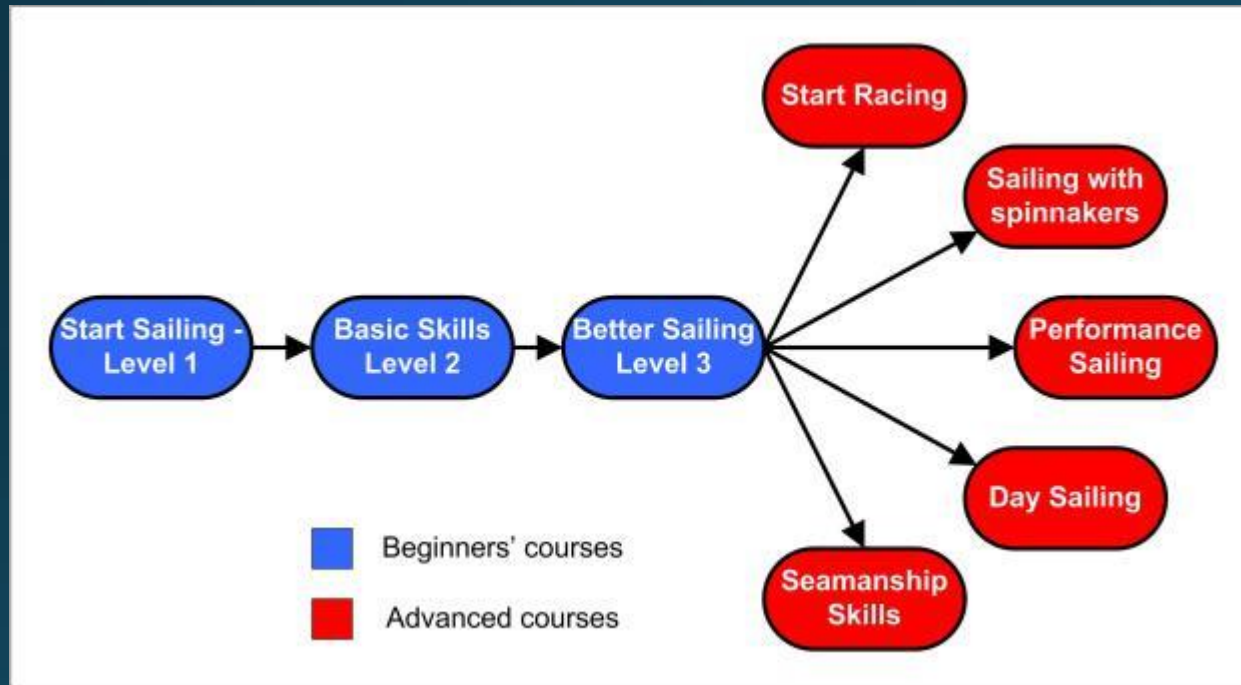 Start Racing
Sailing with
spinnakers
Start Sailing -
Level 1
Basic Skills
Level 2
Better Sailing
Level 3
Performance
Sailing
Day Sailing
Seamanship
Skills
Beginners' courses
Advanced courses